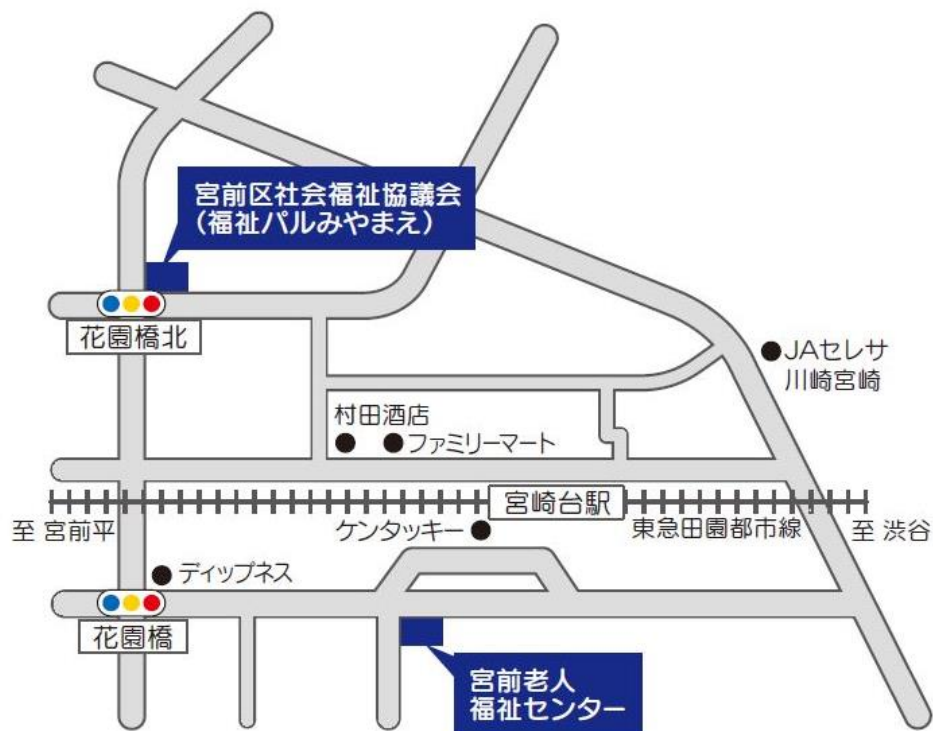 宮前区社会福祉協議会
(福祉パルみやまえ)
花園橋北
JAセレサ
川崎宮崎
村田酒店
ファミリーマート
宮崎台駅
至 宮前平
ケンタッキー
東急田園都市線
至 渋谷
ディップネス
花園橋
宮前老人
福祉センター